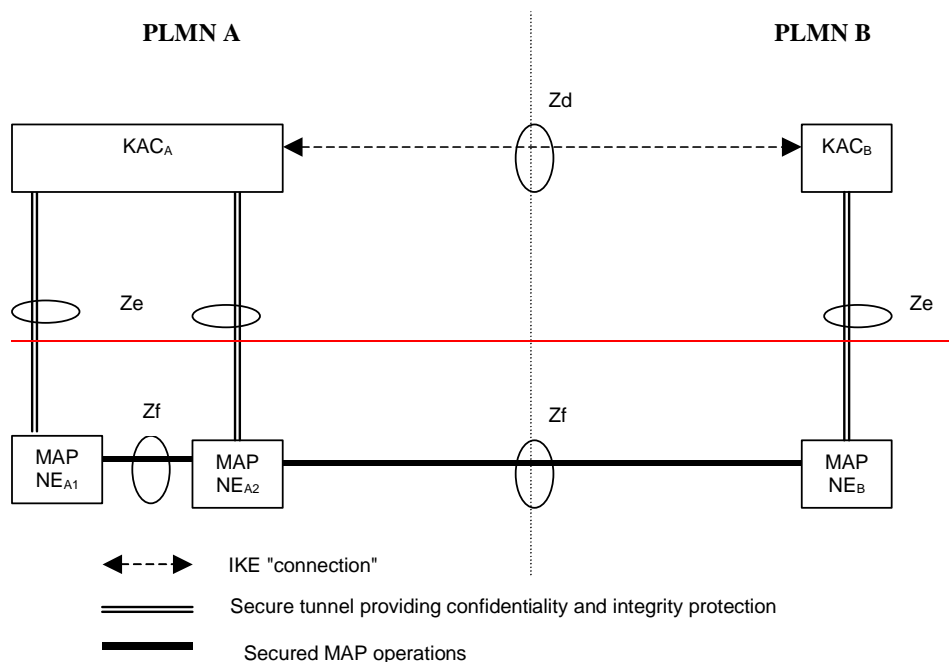 PLMN A
PLMN B
Zd
KACA
KACB
Ze
Ze
Zf
Zf
MAP
NEA1
MAP
NEA2
MAP
NEB
IKE "connection"
Secure tunnel providing confidentiality and integrity protection
Secured MAP operations